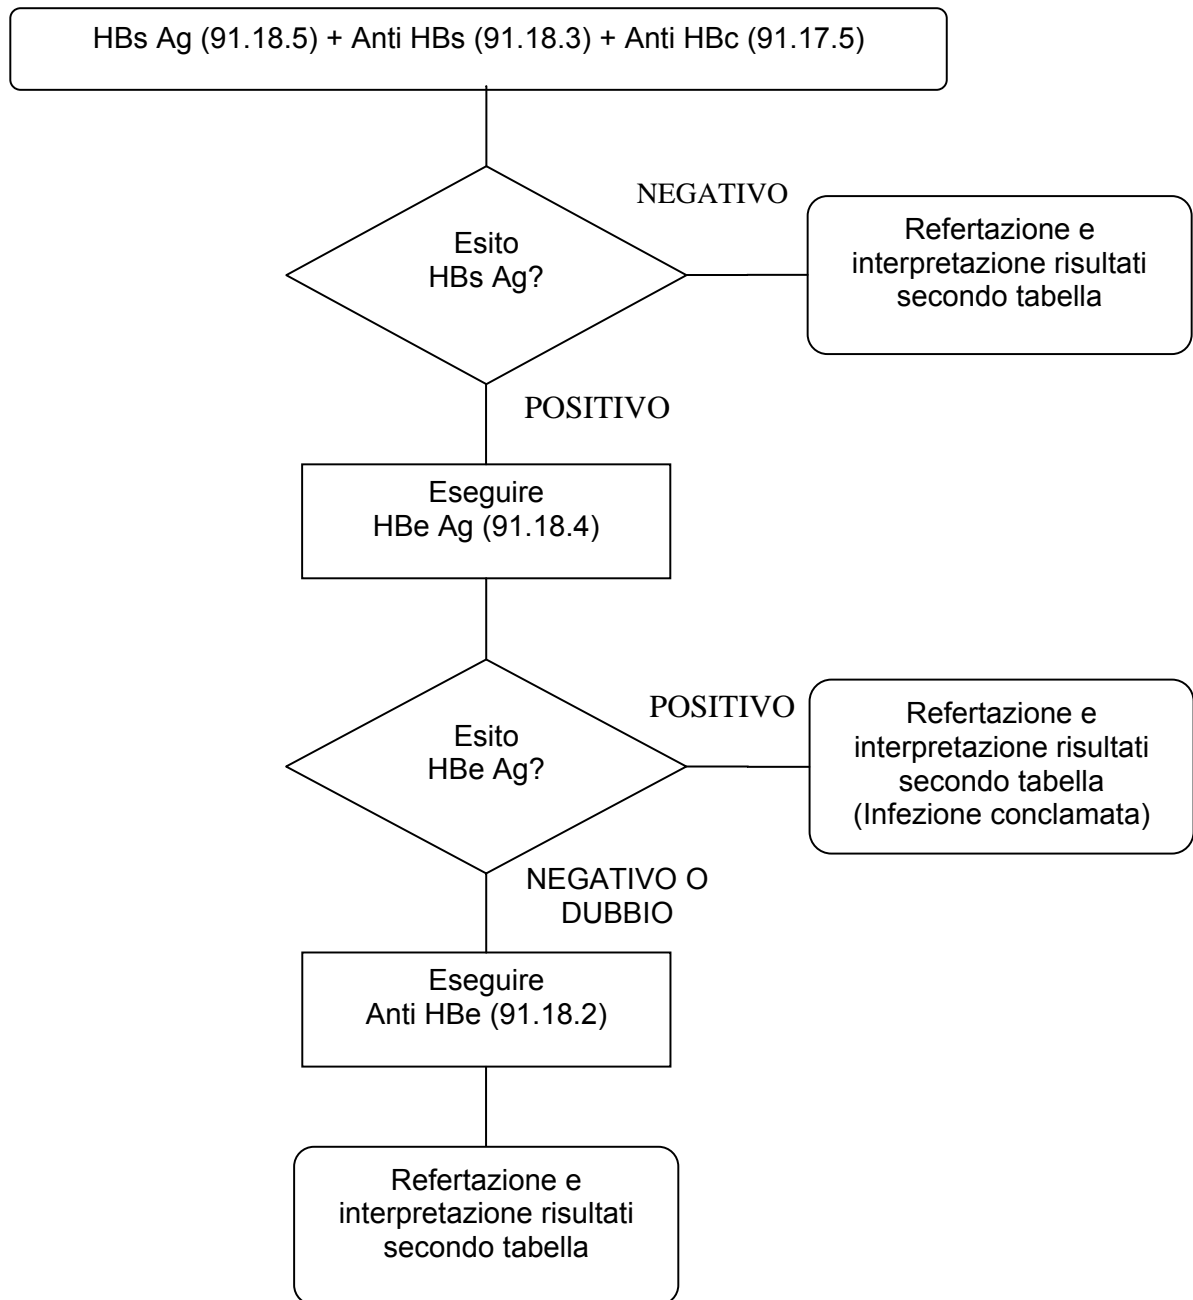 HBs Ag (91.18.5) + Anti HBs (91.18.3) + Anti HBc (91.17.5)
Esito
HBs Ag?
NEGATIVO
Refertazione e
interpretazione risultati
secondo tabella
POSITIVO
Eseguire
HBe Ag (91.18.4)
Esito
HBe Ag?
POSITIVO
Refertazione e
interpretazione risultati
secondo tabella
(Infezione conclamata)
NEGATIVO O
DUBBIO
Eseguire
Anti HBe (91.18.2)
Refertazione e
interpretazione risultati
secondo tabella